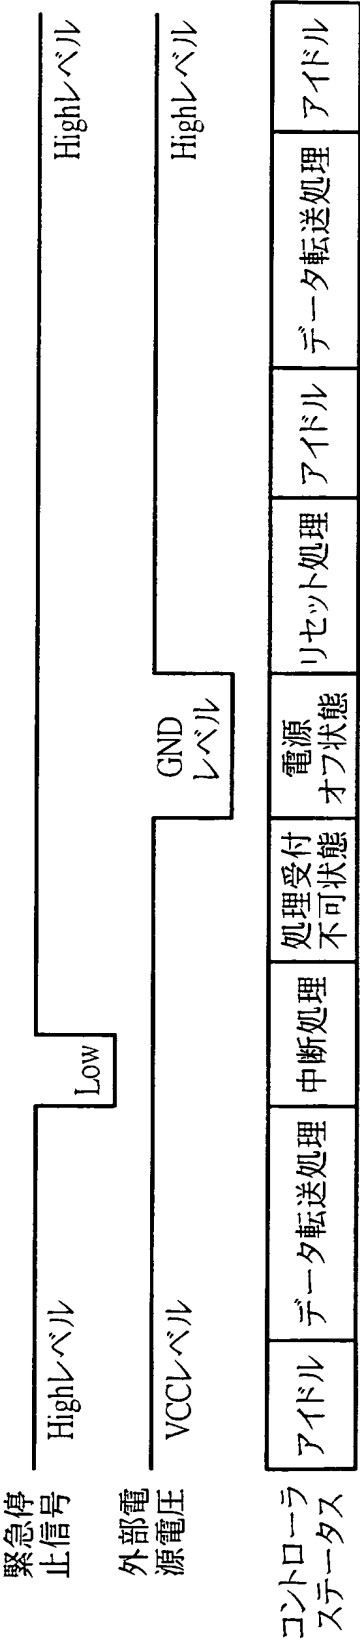 緊急停
止信号
Highレベル
Low
Highレベル
外部電
源電圧
VCCレベル
GND
レベル
Highレベル
コントローラ
ステータス
アイドル
データ転送処理
中断処理
処理受付
不可状態
電源
オフ状態
リセット処理
アイドル
データ転送処理
アイドル